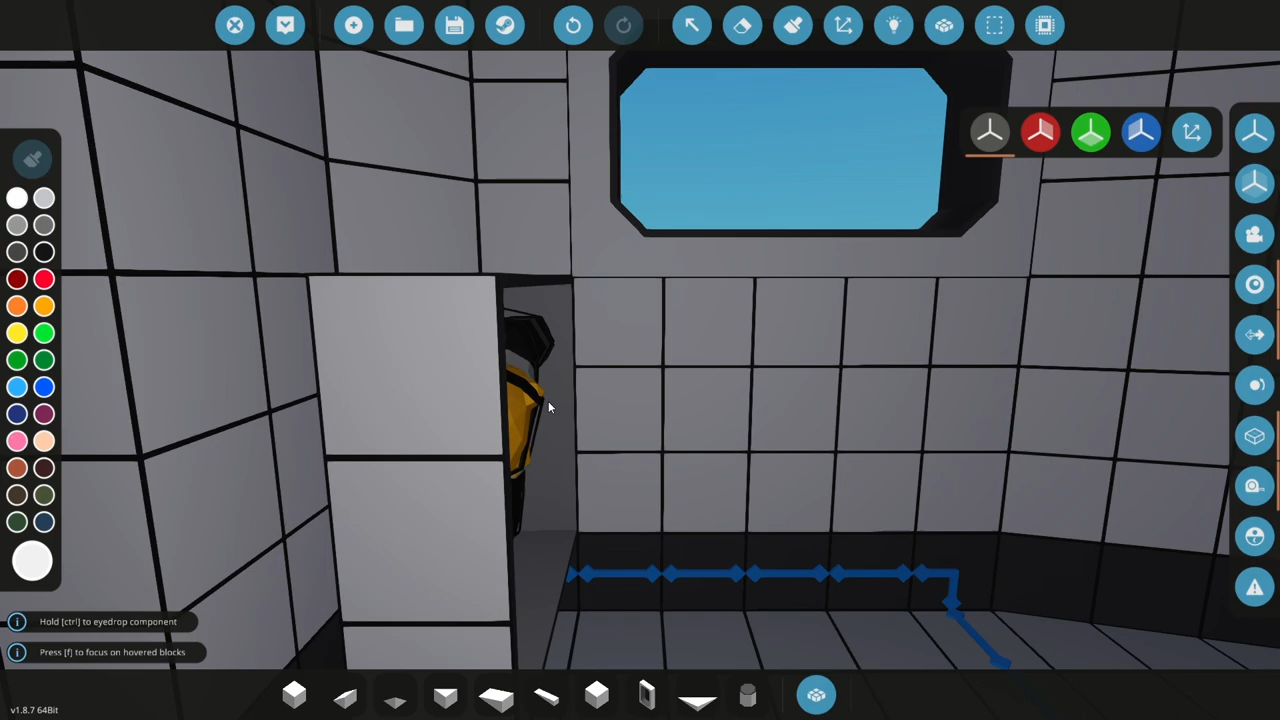 Hold [ctrl] to eyedrop component
Press [f] to focus on hovered blocks
v1.8.7 64Bit